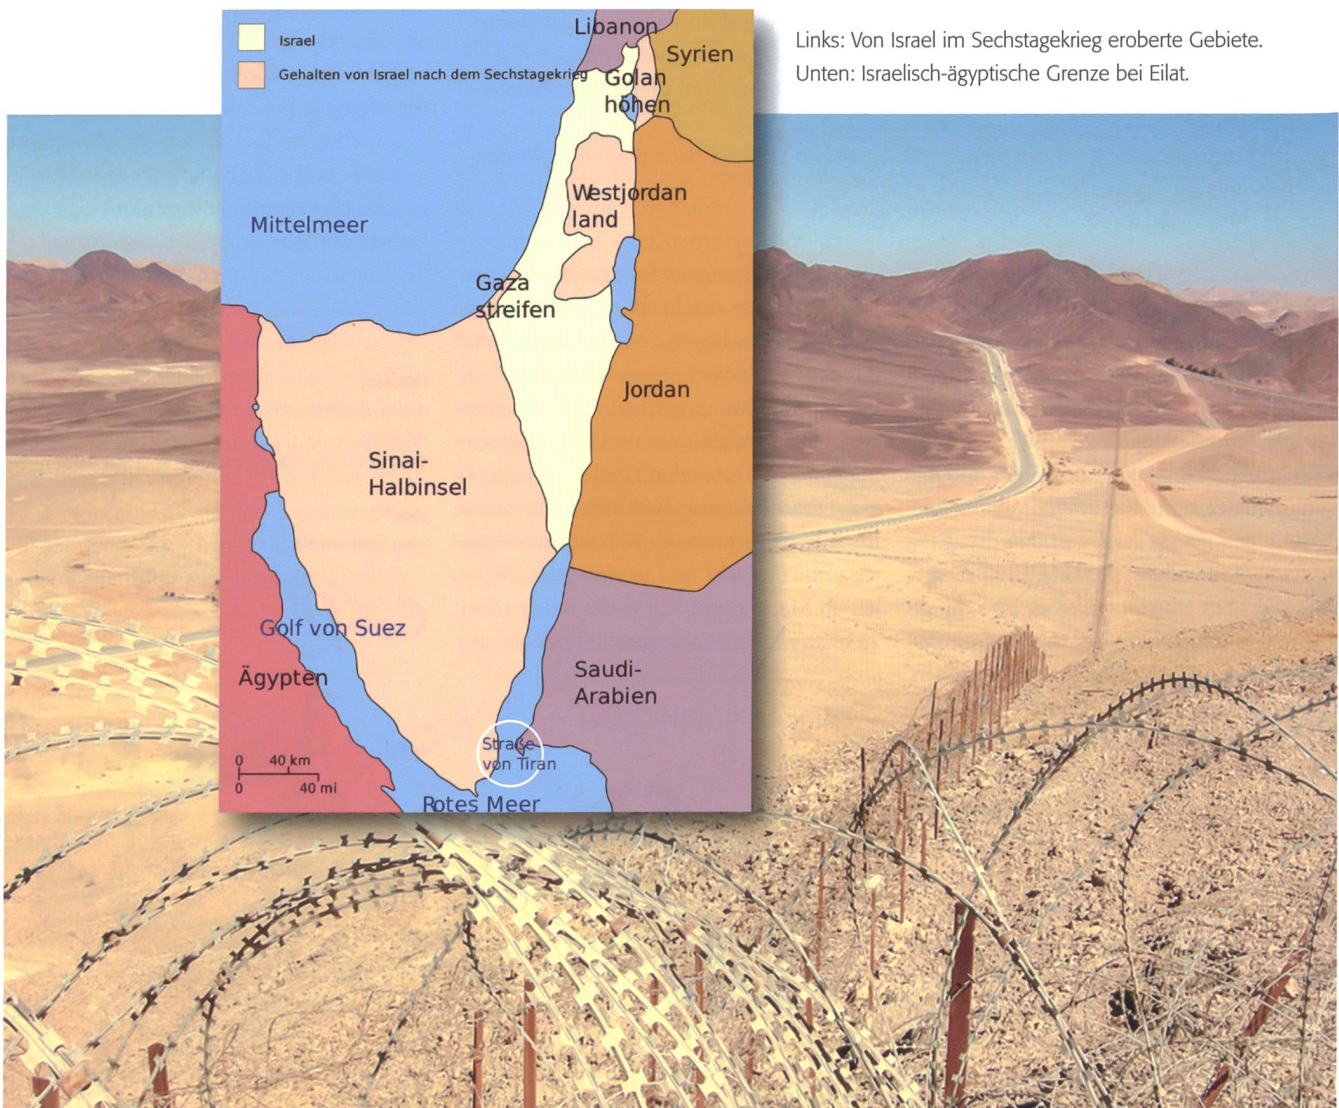 Links: Von Israel im Sechstagekrieg eroberte Gebiete.
Unten: Israelisch-ägyptische Grenze bei Eilat.
Israel
Gehalten von Israel nach dem Sechstagekrieg
Libanon
Syrien
Golan
höhen
Westjordan
land
Mittelmeer
Gaza
streifen
Jordan
Sinai-
Halbinsel
Golf von Suez
Ägypten
Saudi-
Arabien
Straße
von Tiran
0 40 km
0 40 mi
Rotes Meer